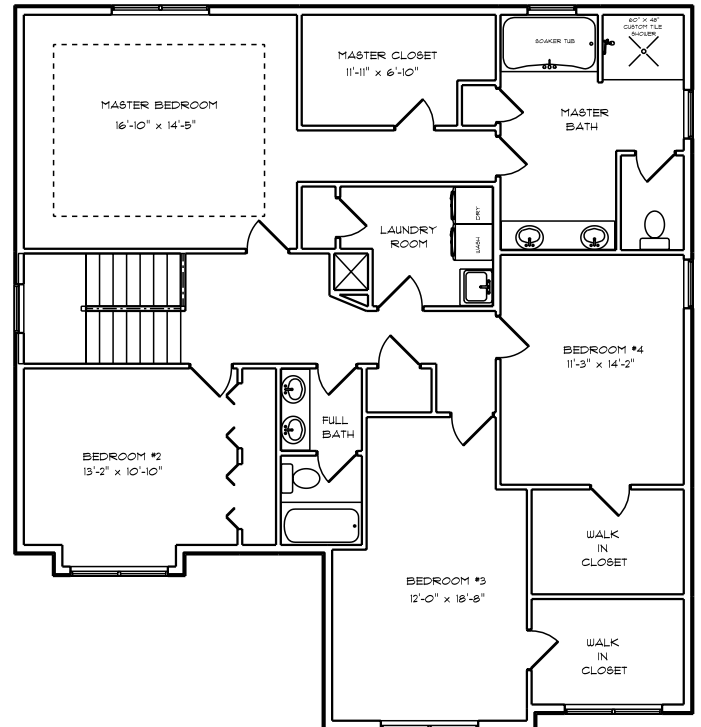 MASTER BEDROOM
16'-10" x 14'-5"
MASTER CLOSET
11'-11" x 6'-10"
SOAKER TUB
60" X 48"
CUSTOM TILE
SHOWER
MASTER
BATH
LAUNDRY
ROOM
DRY
WASH
BEDROOM #4
11'-3" x 14'-2"
BEDROOM #2
13'-2" x 10'-10"
FULL
BATH
WALK
IN
CLOSET
BEDROOM #3
12'-0" x 18'-8"
WALK
IN
CLOSET